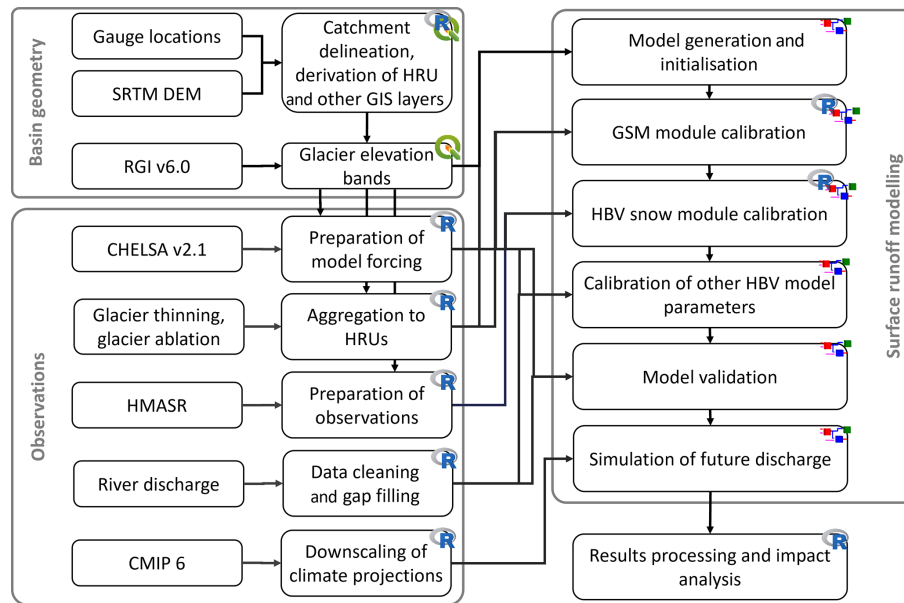 Basin geometry
Gauge locations
SRTM DEM
RGI v6.0
Catchment
delineation,
derivation of HRU
and other GIS layers
R
Glacier elevation
bands
Observations
CHELSA v2.1
Preparation of
model forcing
R
Glacier thinning,
glacier ablation
Aggregation to
HRUs
R
HMASR
Preparation of
observations
R
River discharge
Data cleaning
and gap filling
R
CMIP 6
Downscaling of
climate projections
R
Surface runoff modelling
Model generation and
initialisation
GSM module calibration
R
HBV snow module calibration
R
Calibration of other HBV model
parameters
Model validation
Simulation of future discharge
Results processing and impact
analysis
R